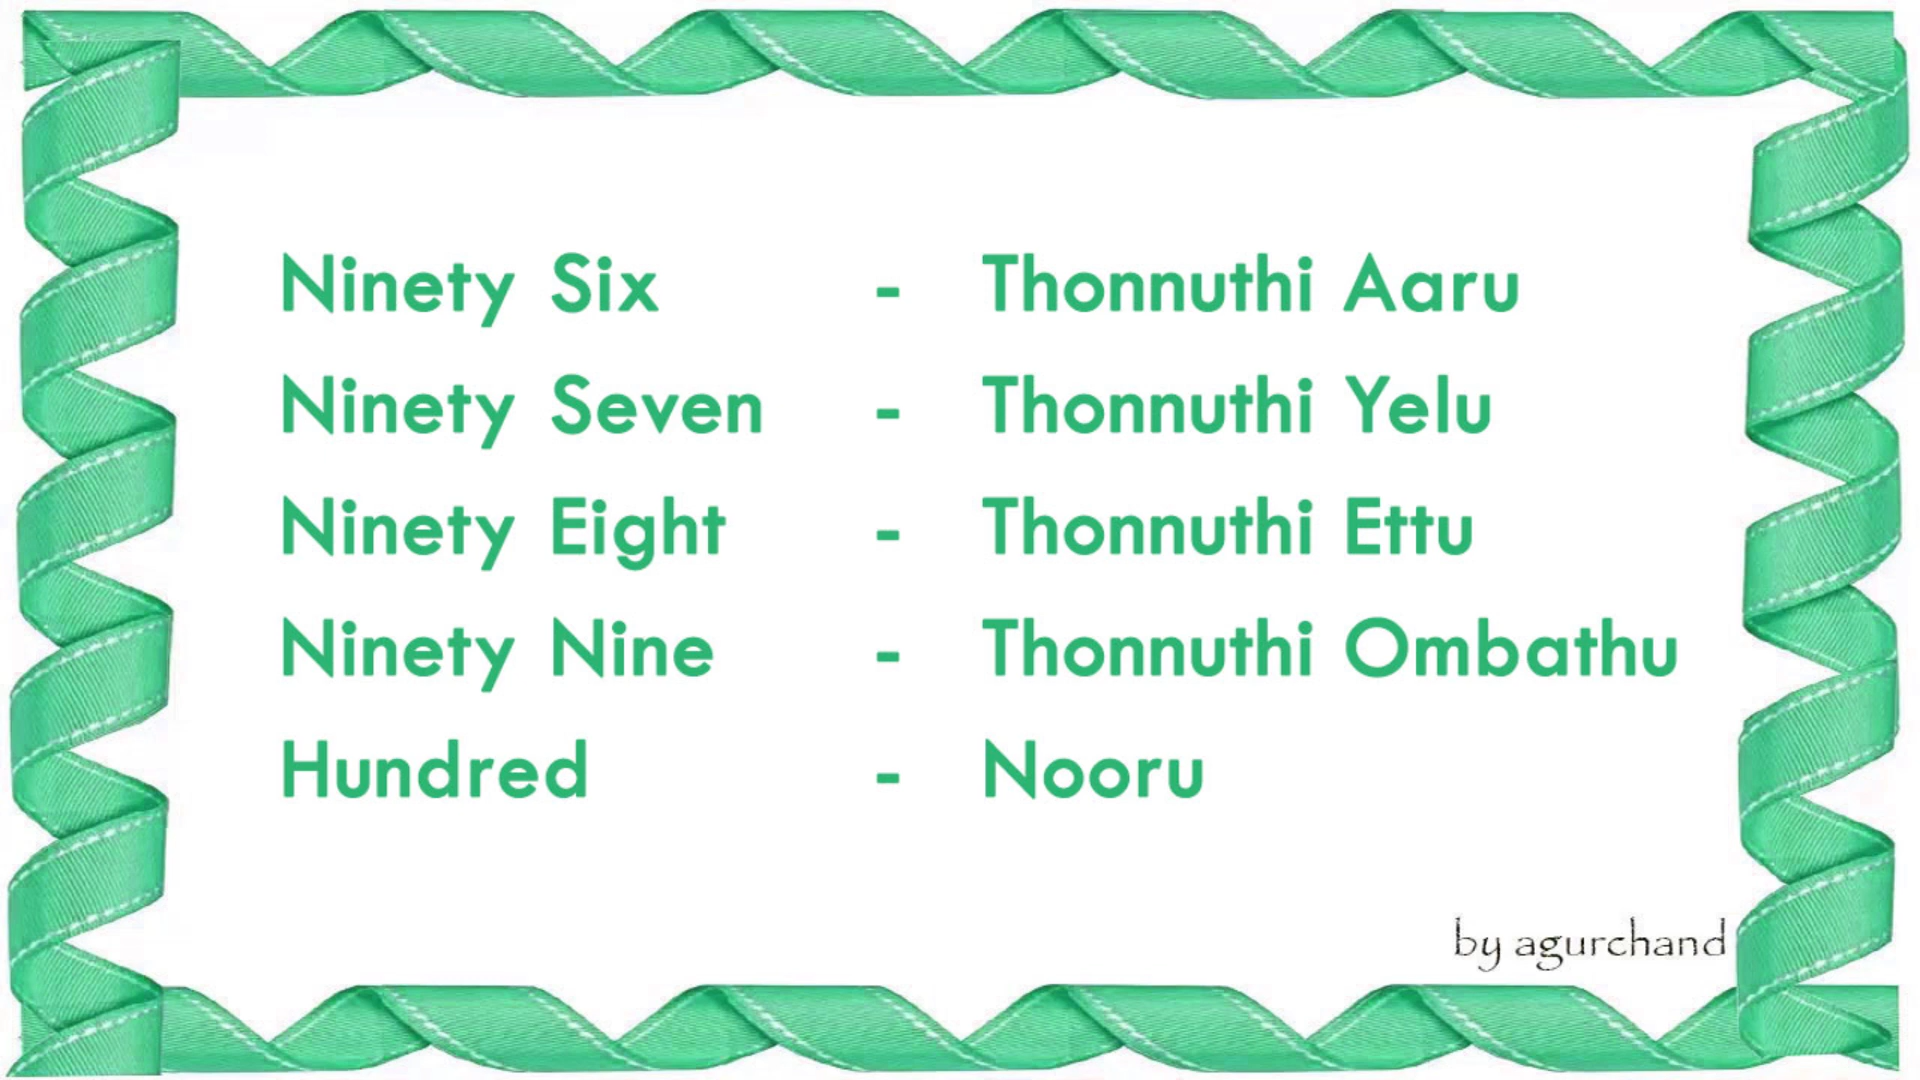 Ninety Six - Thonnuthi Aaru
Ninety Seven - Thonnuthi Yelu
Ninety Eight - Thonnuthi Ettu
Ninety Nine - Thonnuthi Ombathu
Hundred - Nooru
by agurchand